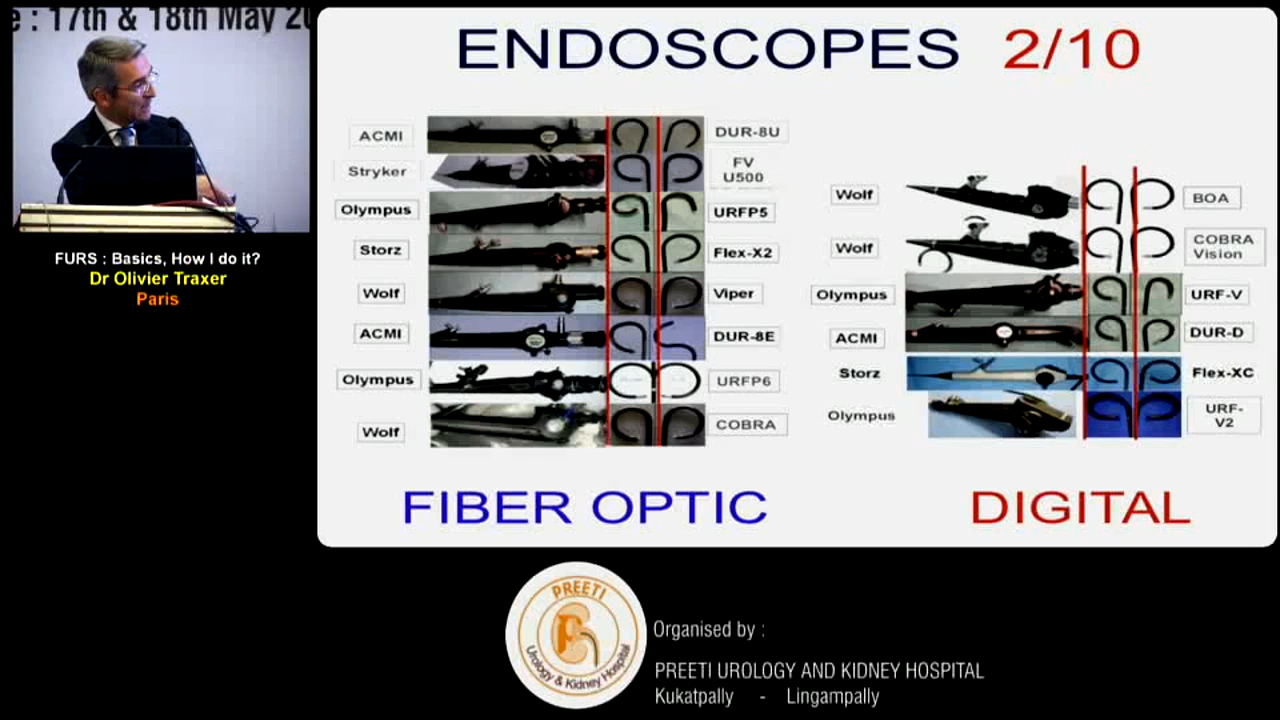 e : 17th & 18th May 20
FURS : Basics, How I do it?
Dr Olivier Traxer
Paris
ENDOSCOPES 2/10
ACMI
DUR-8U
Stryker
FV
U500
Olympus
URFP5
Storz
Flex-X2
Wolf
Viper
ACMI
DUR-8E
Olympus
URFP6
Wolf
COBRA
FIBER OPTIC
Wolf
BOA
Wolf
COBRA
Vision
Olympus
URF-V
ACMI
DUR-D
Storz
Flex-XC
Olympus
URF-
V2
DIGITAL
PREETI
Urology & Kidney Hospital
Organised by :
PREETI UROLOGY AND KIDNEY HOSPITAL
Kukatpally - Lingampally